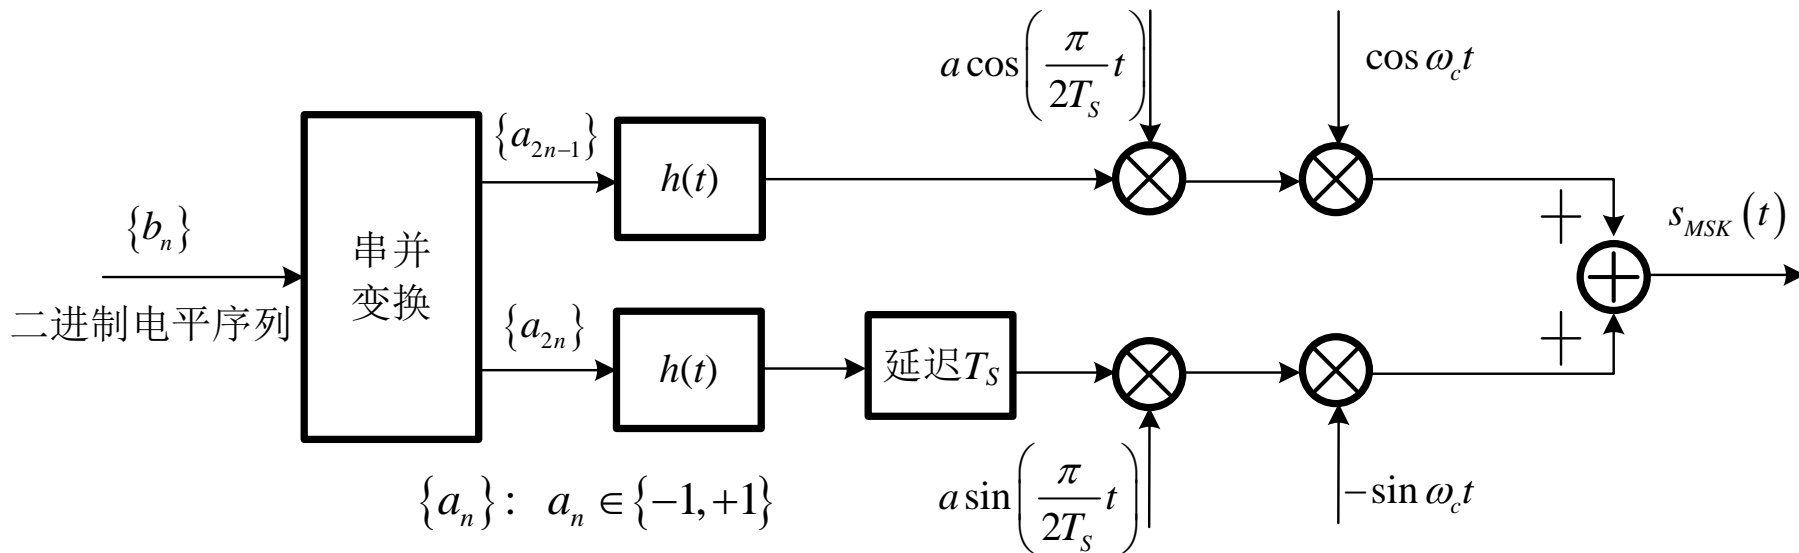 a cos(π/2T_S t)
cos ω_c t
{a_{2n−1}}
h(t)
{b_n}
二进制电平序列
串并
变换
s_{MSK}(t)
{a_{2n}}
h(t)
延迟T_S
{a_n}: a_n ∈ {−1, +1}
a sin(π/2T_S t)
−sin ω_c t
+
+